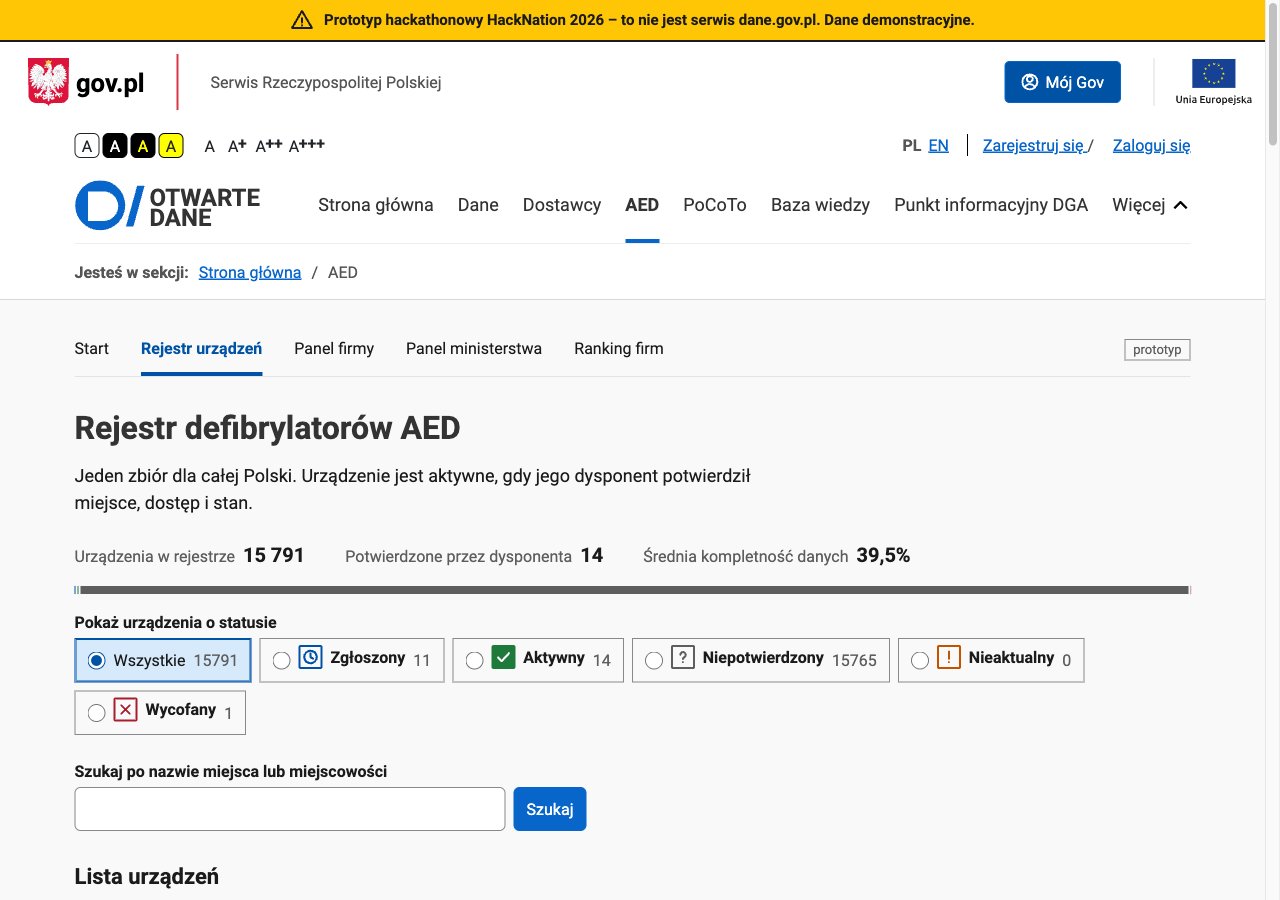 Prototyp hackathonowy HackNation 2026 – to nie jest serwis dane.gov.pl. Dane demonstracyjne.
gov.pl
Serwis Rzeczypospolitej Polskiej
Mój Gov
Unia Europejska
A A A A A A+ A++ A+++
PL EN Zarejestruj się / Zaloguj się
OTWARTE
DANE
Strona główna Dane Dostawcy AED PoCoTo Baza wiedzy Punkt informacyjny DGA Więcej
Jesteś w sekcji: Strona główna / AED
Start Rejestr urządzeń Panel firmy Panel ministerstwa Ranking firm prototyp
Rejestr defibrylatorów AED
Jeden zbiór dla całej Polski. Urządzenie jest aktywne, gdy jego dysponent potwierdził
miejsce, dostęp i stan.
Urządzenia w rejestrze 15 791 Potwierdzone przez dysponenta 14 Średnia kompletność danych 39,5%
Pokaż urządzenia o statusie
Wszystkie 15791 Zgłoszony 11 Aktywny 14 ? Niepotwierdzony 15765 ! Nieaktualny 0
Wycofany 1
Szukaj po nazwie miejsca lub miejscowości
Szukaj
Lista urządzeń